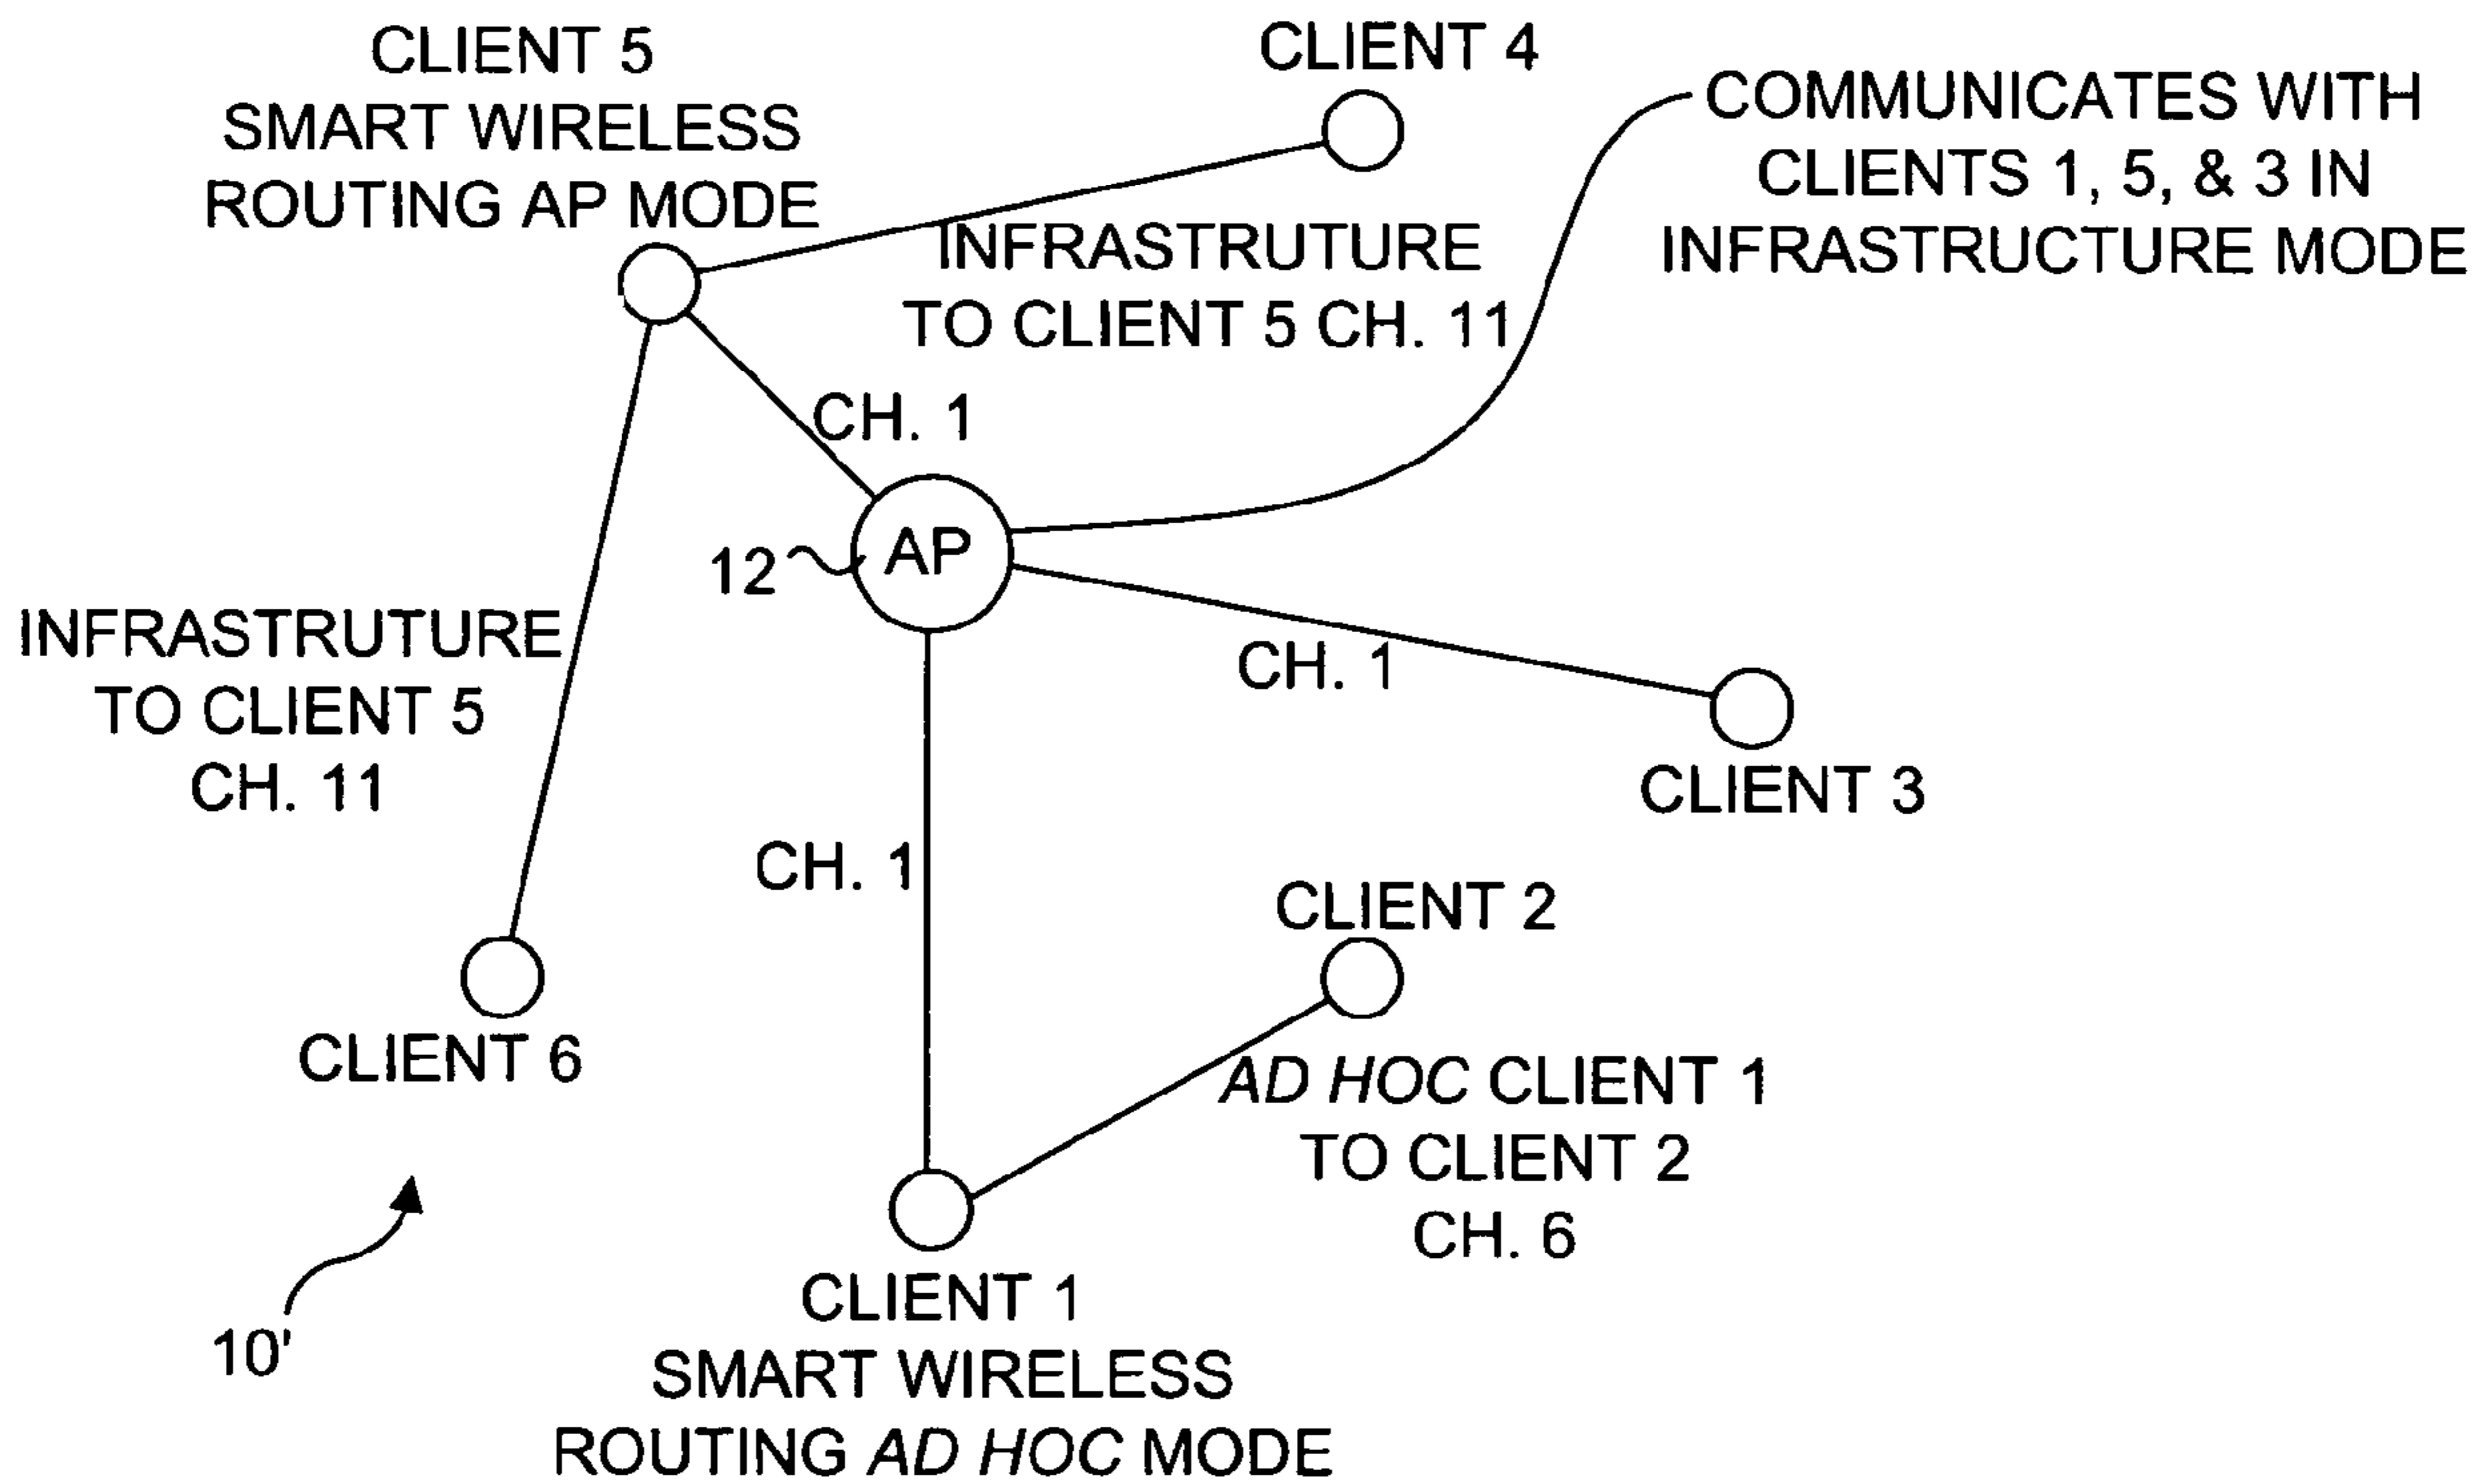 CLIENT 5
SMART WIRELESS
ROUTING AP MODE
CLIENT 4
COMMUNICATES WITH
CLIENTS 1, 5, & 3 IN
INFRASTRUCTURE MODE
INFRASTRUTURE
TO CLIENT 5 CH. 11
CH. 1
AP
12
INFRASTRUTURE
TO CLIENT 5
CH. 11
CH. 1
CLIENT 3
CH. 1
CLIENT 2
CLIENT 6
AD HOC CLIENT 1
TO CLIENT 2
CH. 6
CLIENT 1
SMART WIRELESS
ROUTING AD HOC MODE
10'